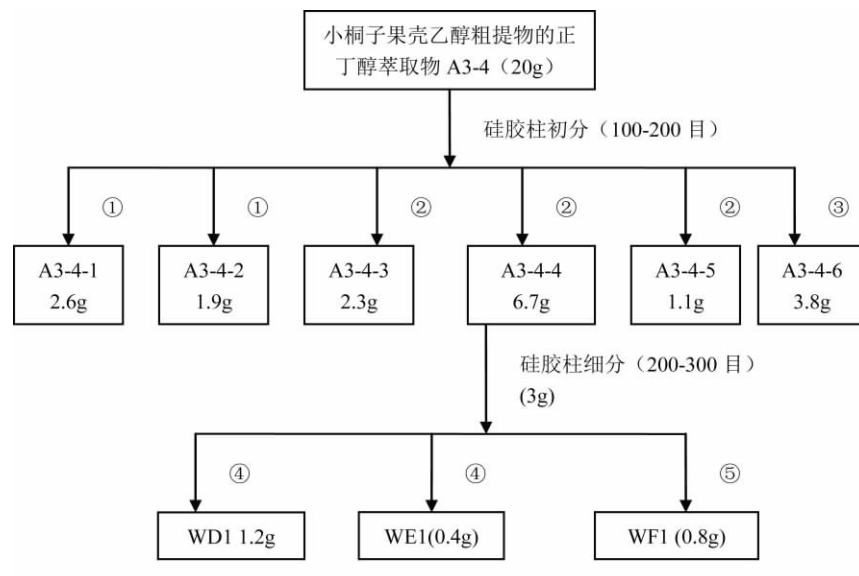 小桐子果壳乙醇粗提物的正
丁醇萃取物 A3-4（20g）
硅胶柱初分（100-200 目）
① ① ② ② ② ③
A3-4-1 A3-4-2 A3-4-3 A3-4-4 A3-4-5 A3-4-6
2.6g 1.9g 2.3g 6.7g 1.1g 3.8g
硅胶柱细分（200-300 目）
(3g)
④ ④ ⑤
WD1 1.2g WE1(0.4g) WF1 (0.8g)